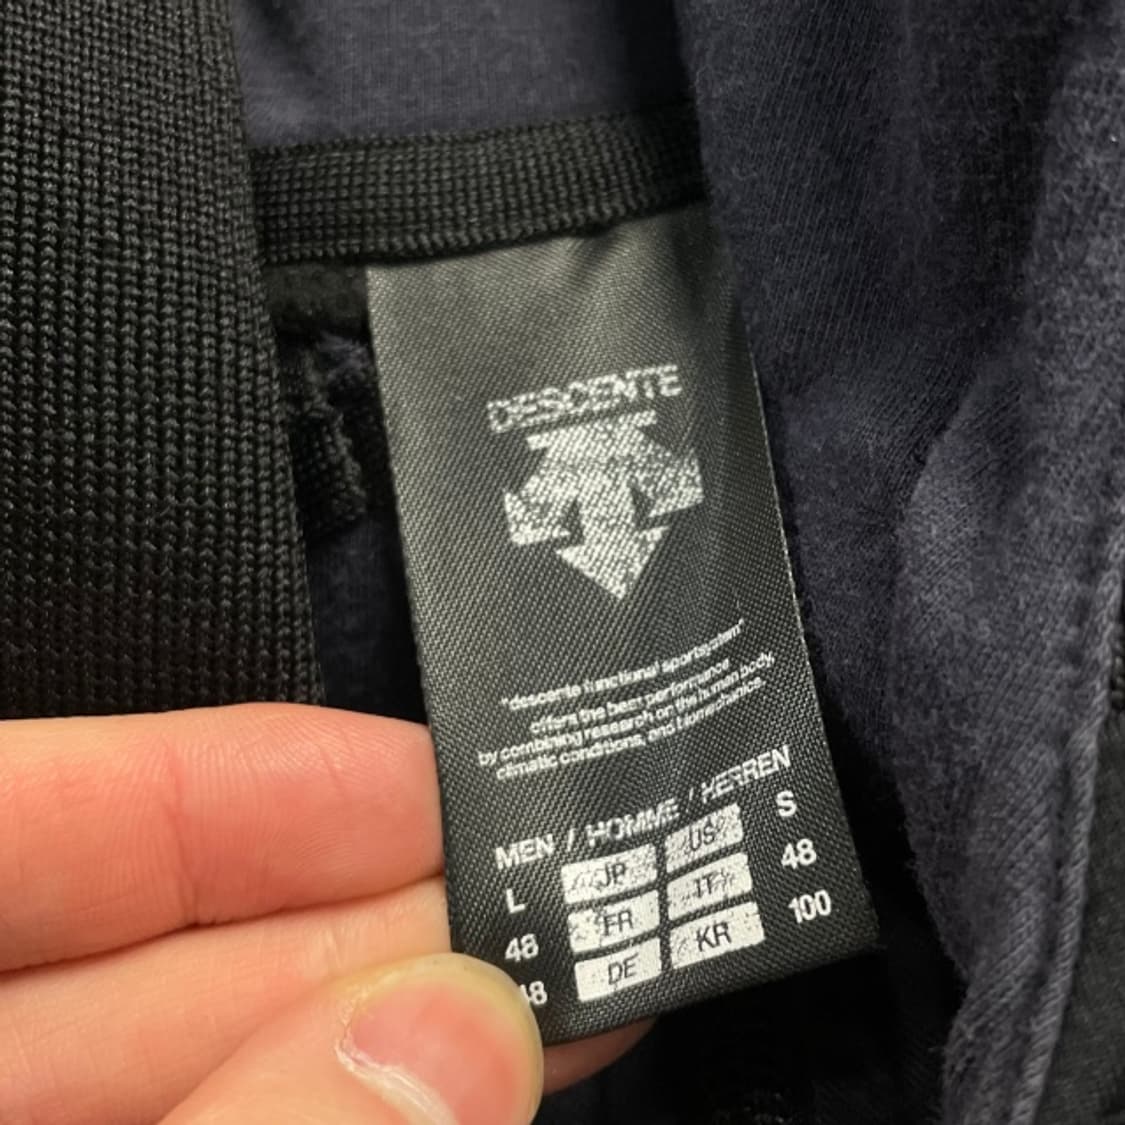 DESCENTE
"descente functional sportsystem"
offers the best performance
by combining research on the human body,
climatic conditions, and biomechanics.
MEN / HOMME / HERREN
L JP US S
48 FR IT 48
48 DE KR 100